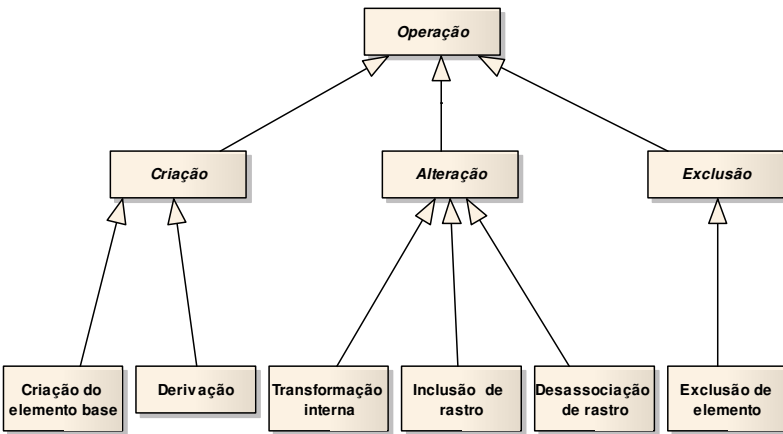 Operação
Criação
Alteração
Exclusão
Criação do
elemento base
Derivação
Transformação
interna
Inclusão de
rastro
Desassociação
de rastro
Exclusão de
elemento